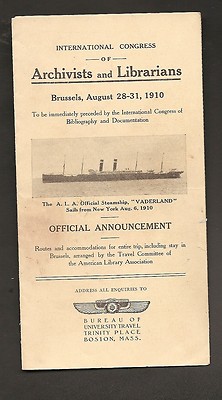 INTERNATIONAL CONGRESS
OF
Archivists and Librarians
Brussels, August 28-31, 1910
To be immediately preceded by the International Congress of
Bibliography and Documentation
The A. L. A. Official Steamship, "VADERLAND"
Sails from New York Aug. 6, 1910
OFFICIAL ANNOUNCEMENT
Routes and accommodations for entire trip, including stay in
Brussels, arranged by the Travel Committee of
the American Library Association
ADDRESS ALL ENQUIRIES TO
BUREAU OF
UNIVERSITY TRAVEL
TRINITY PLACE
BOSTON, MASS.